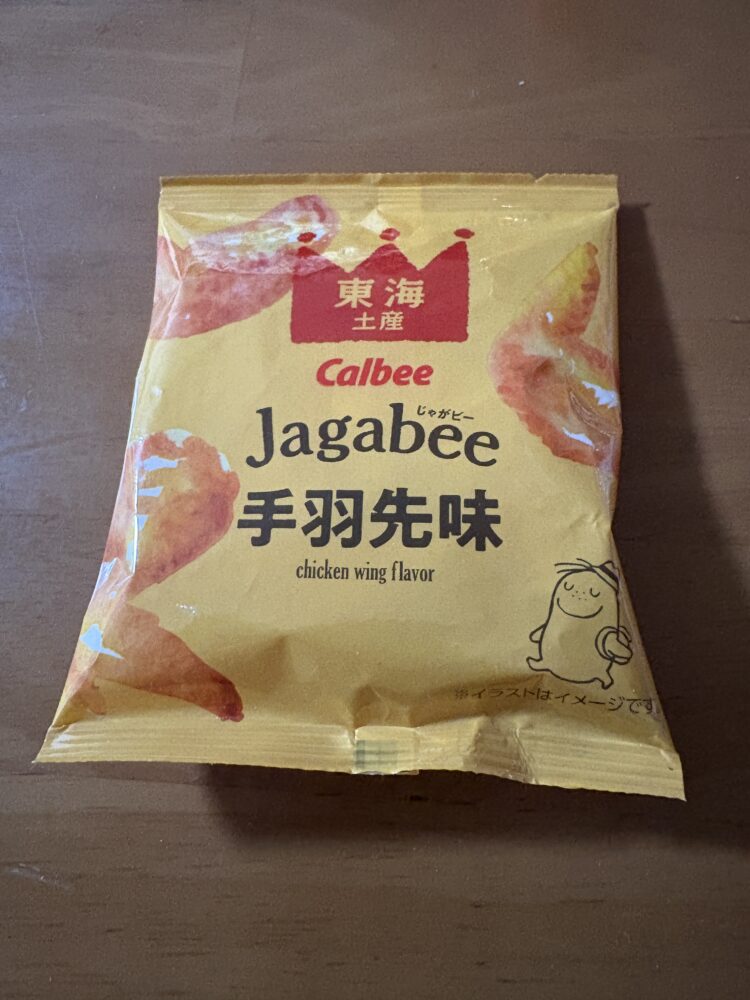 東海
土産
Calbee
じゃがビー
Jagabee
手羽先味
chicken wing flavor
※イラストはイメージです